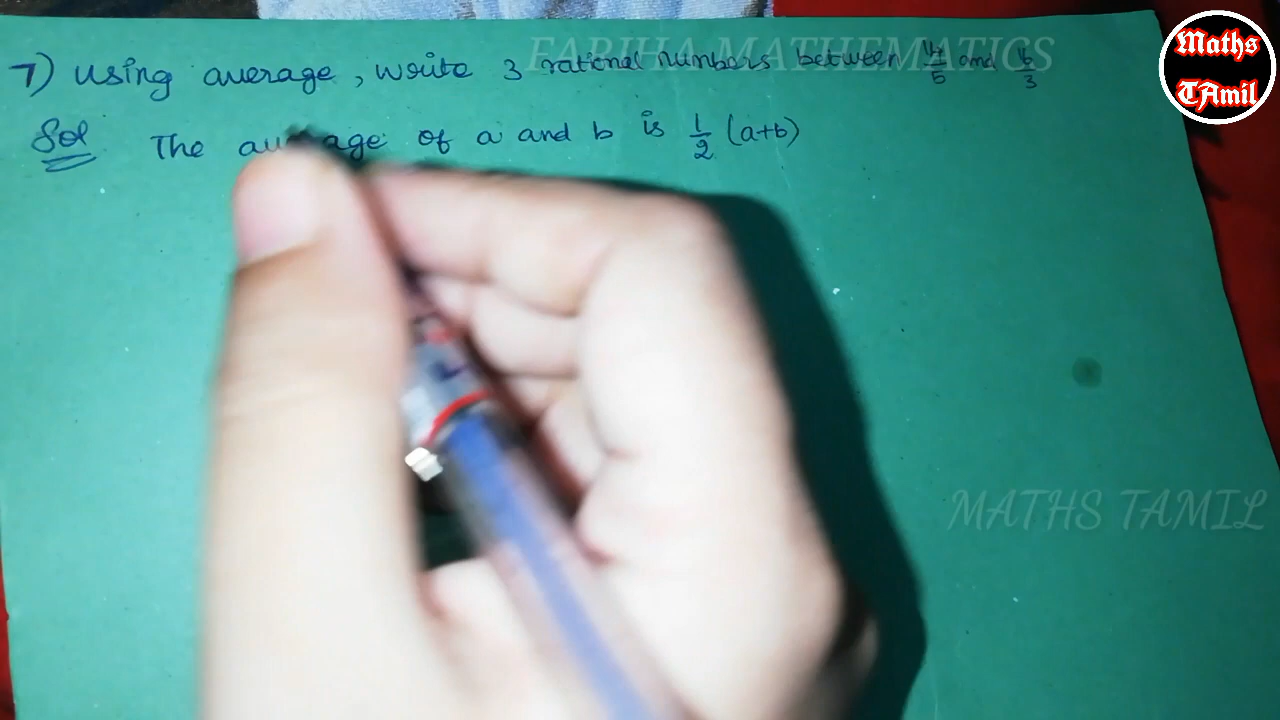 7) Using average, write 3 rational numbers between 14/5 and 16/3
Sol The average of a and b is 1/2 (a+b)
FARIHA MATHEMATICS
Maths
TAmil
MATHS TAMIL